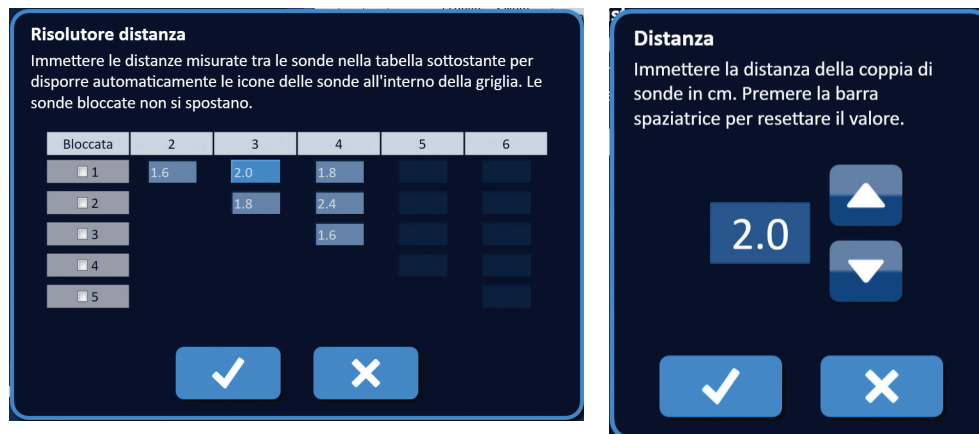 Risolutore distanza
Immettere le distanze misurate tra le sonde nella tabella sottostante per
disporre automaticamente le icone delle sonde all'interno della griglia. Le
sonde bloccate non si spostano.
Bloccata 2 3 4 5 6
1 1.6 2.0 1.8
2 1.8 2.4
3 1.6
4
5
Distanza
Immettere la distanza della coppia di
sonde in cm. Premere la barra
spaziatrice per resettare il valore.
2.0